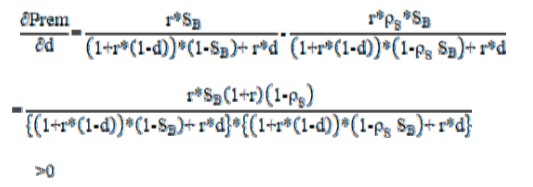 ∂Prem/∂d = r*S_B/((1+r*(1-d))*(1-S_B)+r*d) - r*ρ_S*S_B/((1+r*(1-d))*(1-ρ_S S_B)+r*d)
= r*S_B(1+r)(1-ρ_S)/({(1+r*(1-d))*(1-S_B)+r*d}*{(1+r*(1-d))*(1-ρ_S S_B)+r*d})
>0